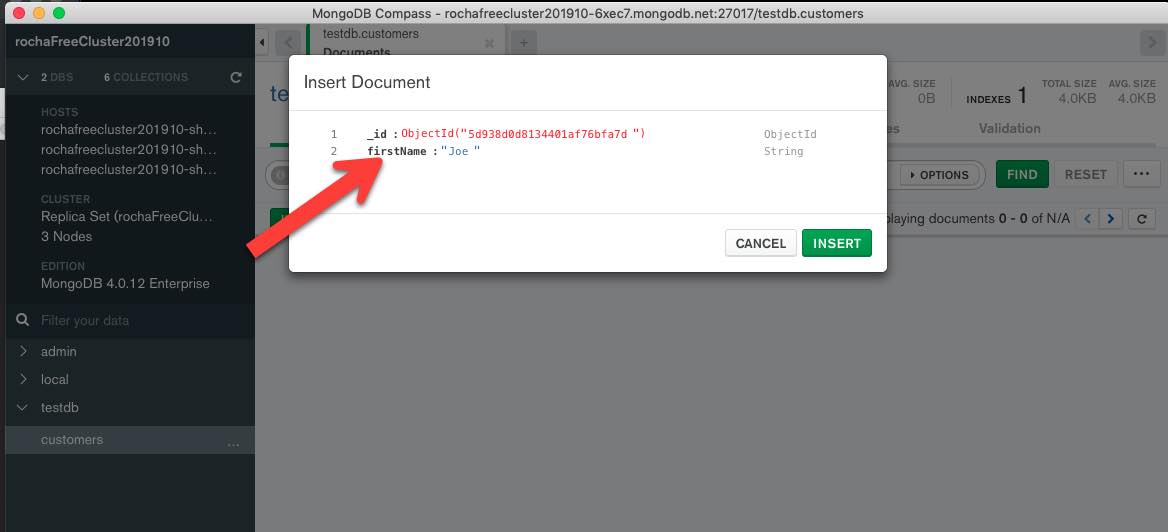 MongoDB Compass - rochafreecluster201910-6xec7.mongodb.net:27017/testdb.customers
rochaFreeCluster201910
2 DBS 6 COLLECTIONS
HOSTS
rochafreecluster201910-sh...
rochafreecluster201910-sh...
rochafreecluster201910-sh...
CLUSTER
Replica Set (rochaFreeClu...
3 Nodes
EDITION
MongoDB 4.0.12 Enterprise
Filter your data
admin
local
testdb
customers ...
testdb.customers
Documents
te
AVG. SIZE
0B
INDEXES 1
TOTAL SIZE AVG. SIZE
4.0KB 4.0KB
es Validation
OPTIONS FIND RESET ...
playing documents 0 - 0 of N/A
Insert Document
1 _id : ObjectId("5d938d0d8134401af76bfa7d ") ObjectId
2 firstName : "Joe " String
CANCEL INSERT